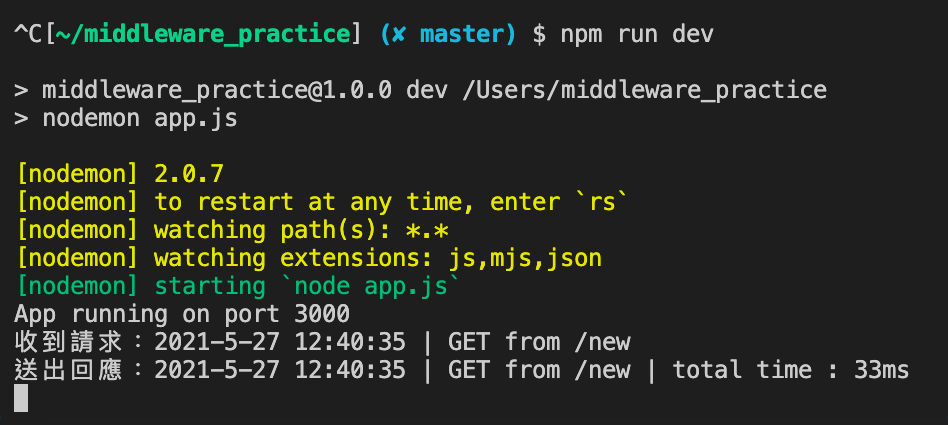 ^C[~/middleware_practice] (✘ master) $ npm run dev
> middleware_practice@1.0.0 dev /Users/middleware_practice
> nodemon app.js
[nodemon] 2.0.7
[nodemon] to restart at any time, enter `rs`
[nodemon] watching path(s): *.*
[nodemon] watching extensions: js,mjs,json
[nodemon] starting `node app.js`
App running on port 3000
收到請求：2021-5-27 12:40:35 | GET from /new
送出回應：2021-5-27 12:40:35 | GET from /new | total time : 33ms